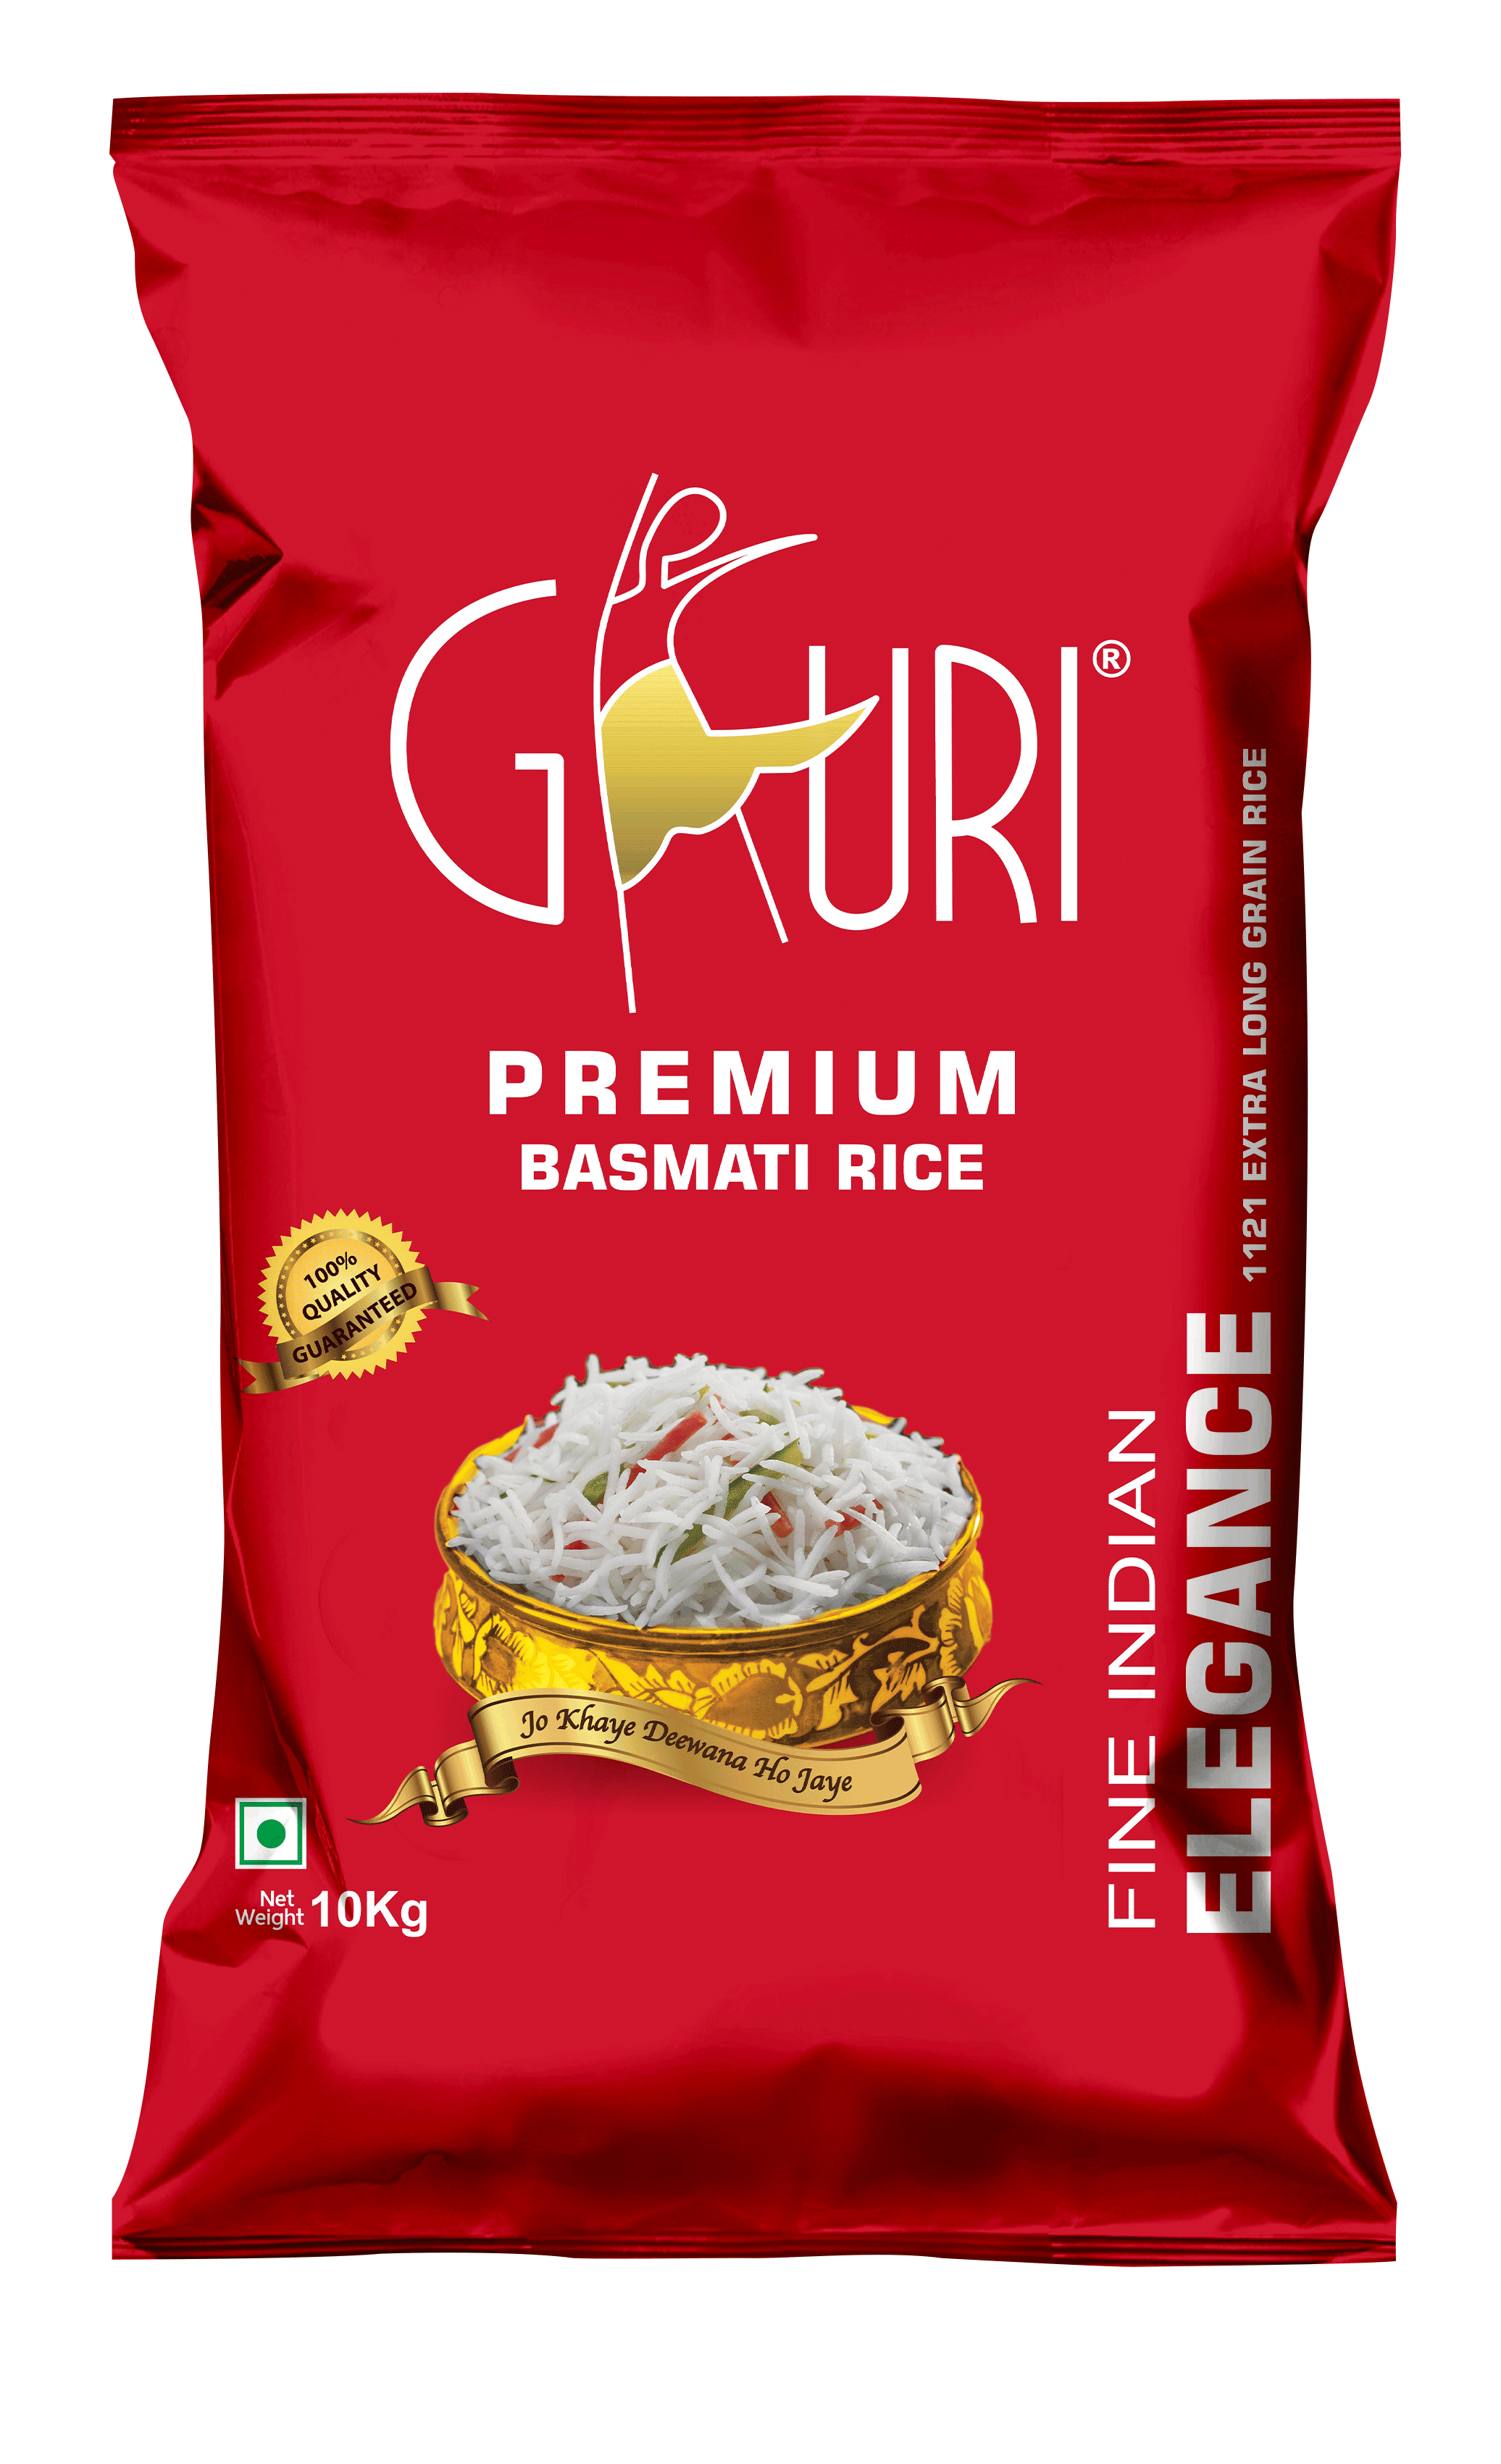 GAURI®
PREMIUM
BASMATI RICE
100%
QUALITY
GUARANTEED
Jo Khaye Deewana Ho Jaye
Net
Weight 10Kg
FINE INDIAN
ELEGANCE 1121 EXTRA LONG GRAIN RICE